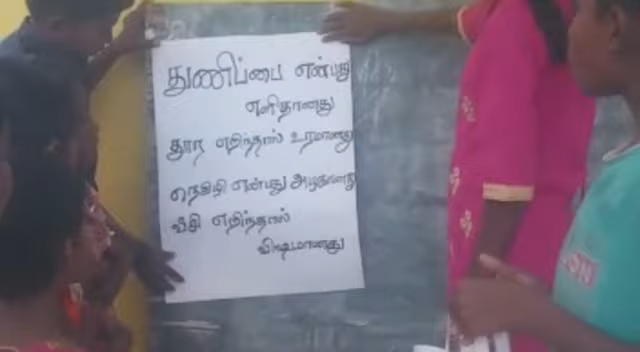 துணிப்பை என்பது
எளிதானது
தூர எறிந்தால் உரமானது
நெகிழி என்பது அழகானது
வீசி எறிந்தால்
விஷமானது